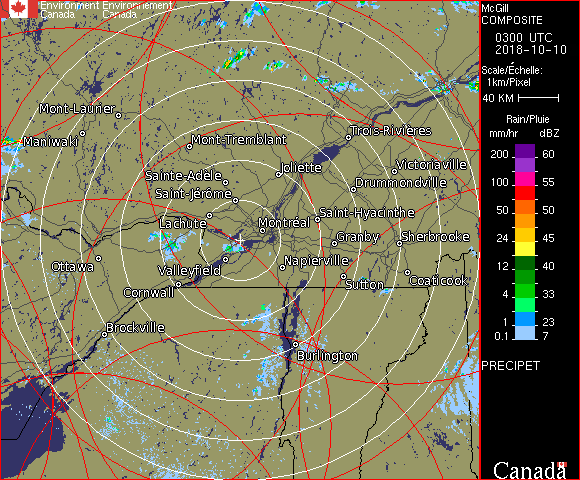 Environment Environnement
Canada Canada
McGill
COMPOSITE
0300 UTC
2018-10-10
Scale/Échelle:
1km/Pixel
40 KM
Rain/Pluie
mm/hr dBZ
200 60
100 55
50 50
24 45
12 40
4 33
1 23
0.1 7
PRECIPET
Mont-Laurier
Maniwaki
Mont-Tremblant
Trois-Rivières
Joliette
Victoriaville
Sainte-Adèle
Drummondville
Saint-Jérôme
Lachute
Saint-Hyacinthe
Montréal
Granby
Sherbrooke
Ottawa
Valleyfield
Napierville
Cornwall
Sutton
Coaticook
Brockville
Burlington
Canada